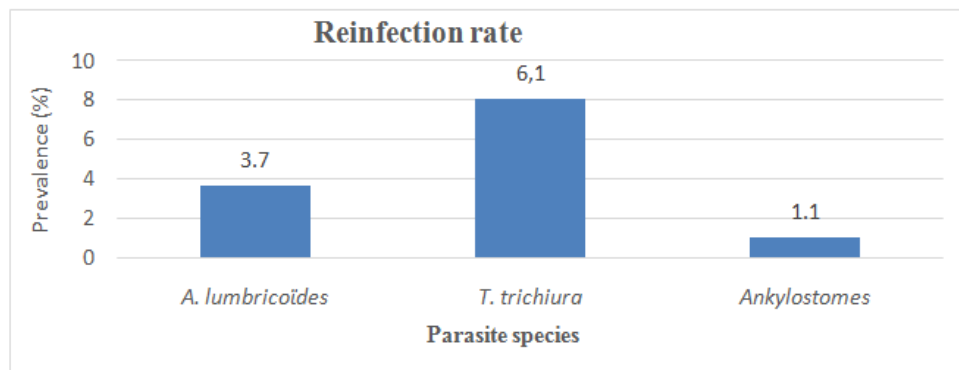 Reinfection rate
Prevalence (%)
10
8
6
4
2
0
3.7
6,1
1.1
A. lumbricoïdes
T. trichiura
Ankylostomes
Parasite species